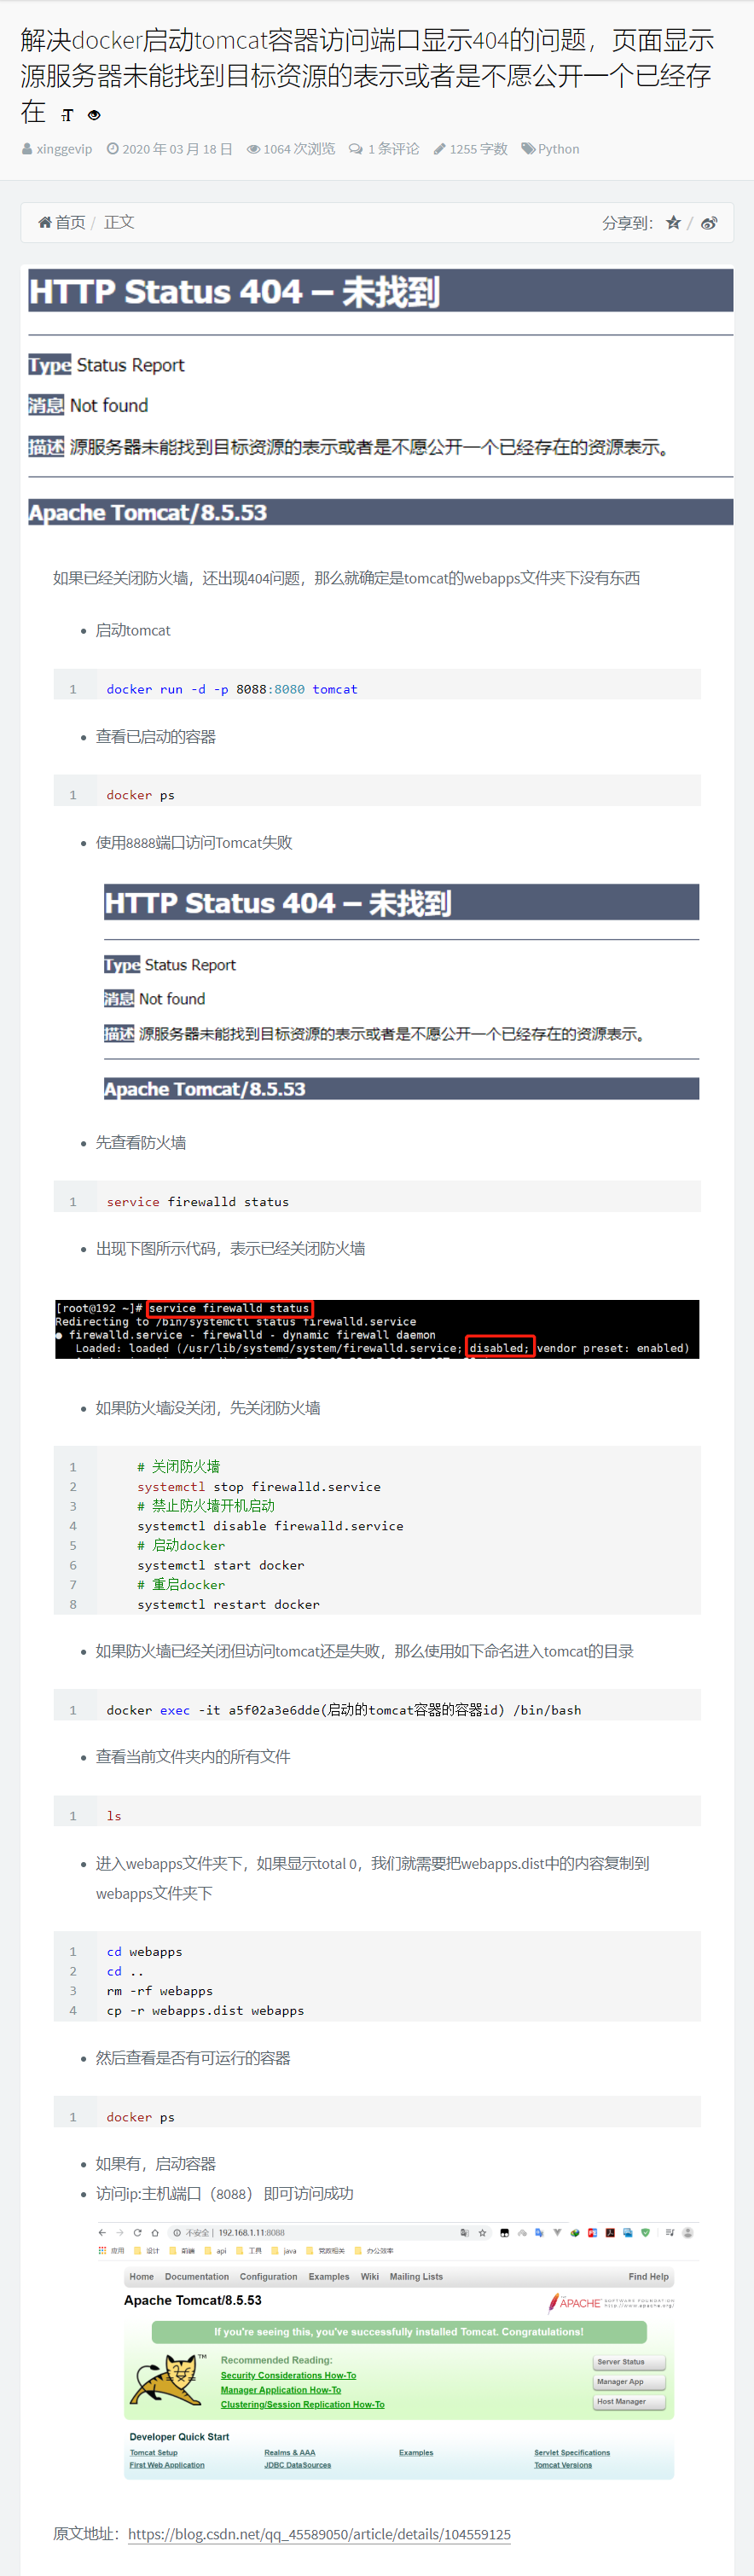 解决docker启动tomcat容器访问端口显示404的问题，页面显示
源服务器未能找到目标资源的表示或者是不愿公开一个已经存
在
xinggevip 2020 年 03 月 18 日 1064 次浏览 1 条评论 1255 字数 Python
首页 / 正文 分享到： /
HTTP Status 404 – 未找到
Type Status Report
消息 Not found
描述 源服务器未能找到目标资源的表示或者是不愿公开一个已经存在的资源表示。
Apache Tomcat/8.5.53
如果已经关闭防火墙，还出现404问题，那么就确定是tomcat的webapps文件夹下没有东西
• 启动tomcat
1 docker run -d -p 8088:8080 tomcat
• 查看已启动的容器
1 docker ps
• 使用8888端口访问Tomcat失败
HTTP Status 404 – 未找到
Type Status Report
消息 Not found
描述 源服务器未能找到目标资源的表示或者是不愿公开一个已经存在的资源表示。
Apache Tomcat/8.5.53
• 先查看防火墙
1 service firewalld status
• 出现下图所示代码，表示已经关闭防火墙
[root@192 ~]# service firewalld status
Redirecting to /bin/systemctl status firewalld.service
● firewalld.service - firewalld - dynamic firewall daemon
Loaded: loaded (/usr/lib/systemd/system/firewalld.service; disabled; vendor preset: enabled)
• 如果防火墙没关闭，先关闭防火墙
1 # 关闭防火墙
2 systemctl stop firewalld.service
3 # 禁止防火墙开机启动
4 systemctl disable firewalld.service
5 # 启动docker
6 systemctl start docker
7 # 重启docker
8 systemctl restart docker
• 如果防火墙已经关闭但访问tomcat还是失败，那么使用如下命名进入tomcat的目录
1 docker exec -it a5f02a3e6dde(启动的tomcat容器的容器id) /bin/bash
• 查看当前文件夹内的所有文件
1 ls
• 进入webapps文件夹下，如果显示total 0，我们就需要把webapps.dist中的内容复制到
webapps文件夹下
1 cd webapps
2 cd ..
3 rm -rf webapps
4 cp -r webapps.dist webapps
• 然后查看是否有可运行的容器
1 docker ps
• 如果有，启动容器
• 访问ip:主机端口（8088） 即可访问成功
不安全 | 192.168.1.11:8088
应用 设计 前端 api 工具 java 党政相关 办公效率
Home Documentation Configuration Examples Wiki Mailing Lists Find Help
Apache Tomcat/8.5.53
APACHE SOFTWARE FOUNDATION
http://www.apache.org/
If you're seeing this, you've successfully installed Tomcat. Congratulations!
TM
Recommended Reading:
Security Considerations How-To
Manager Application How-To
Clustering/Session Replication How-To
Server Status
Manager App
Host Manager
Developer Quick Start
Tomcat Setup Realms & AAA Examples Servlet Specifications
First Web Application JDBC DataSources Tomcat Versions
原文地址：https://blog.csdn.net/qq_45589050/article/details/104559125